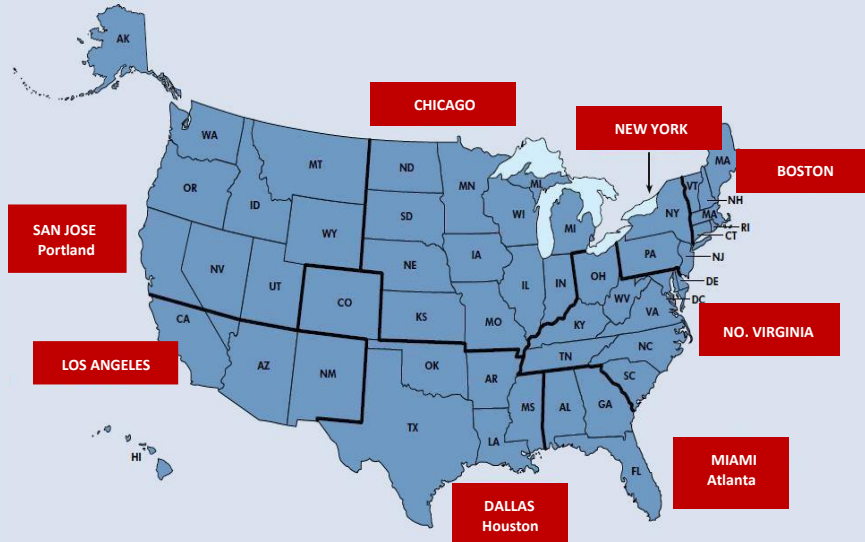 AK
CHICAGO
NEW YORK
WA
MT
ND
MN
MI
VT
MA
BOSTON
OR
ID
SD
WI
MI
NY
NH
MA
RI
CT
SAN JOSE
Portland
WY
IA
PA
NJ
NV
UT
NE
IL
IN
OH
DE
DC
CO
WV
VA
CA
KS
MO
KY
NO. VIRGINIA
LOS ANGELES
AZ
NM
OK
AR
TN
NC
SC
TX
MS
AL
GA
LA
HI
FL
MIAMI
Atlanta
DALLAS
Houston